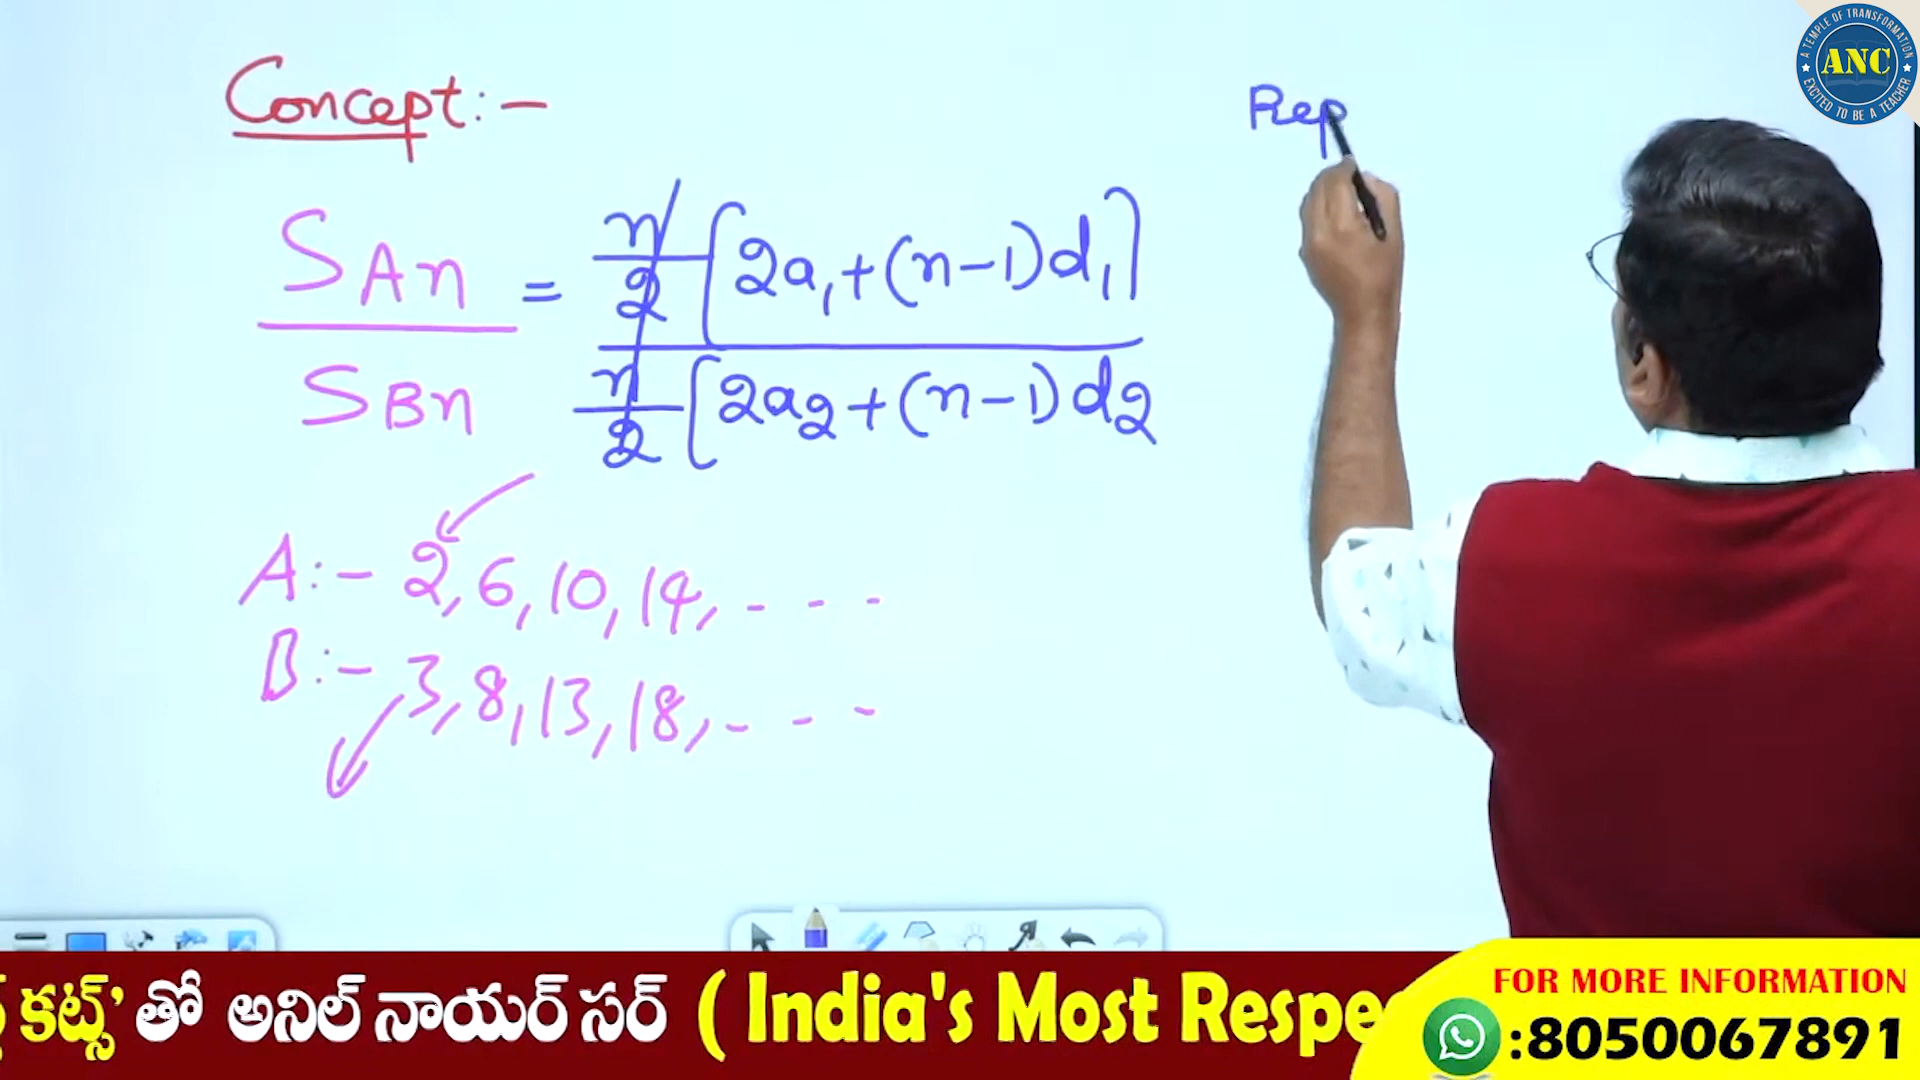 Concept:-
Rep
SAn / SBn = n/2 [2a₁+(n-1)d₁] / n/2 [2a₂+(n-1)d₂
A:- 2, 6, 10, 14, - - -
B:- 3, 8, 13, 18, - - -
A TEMPLE OF TRANSFORMATION
ANC
EXCITED TO BE A TEACHER
కట్స్' తో అనిల్ నాయర్ సర్ ( India's Most Respe
FOR MORE INFORMATION
:8050067891